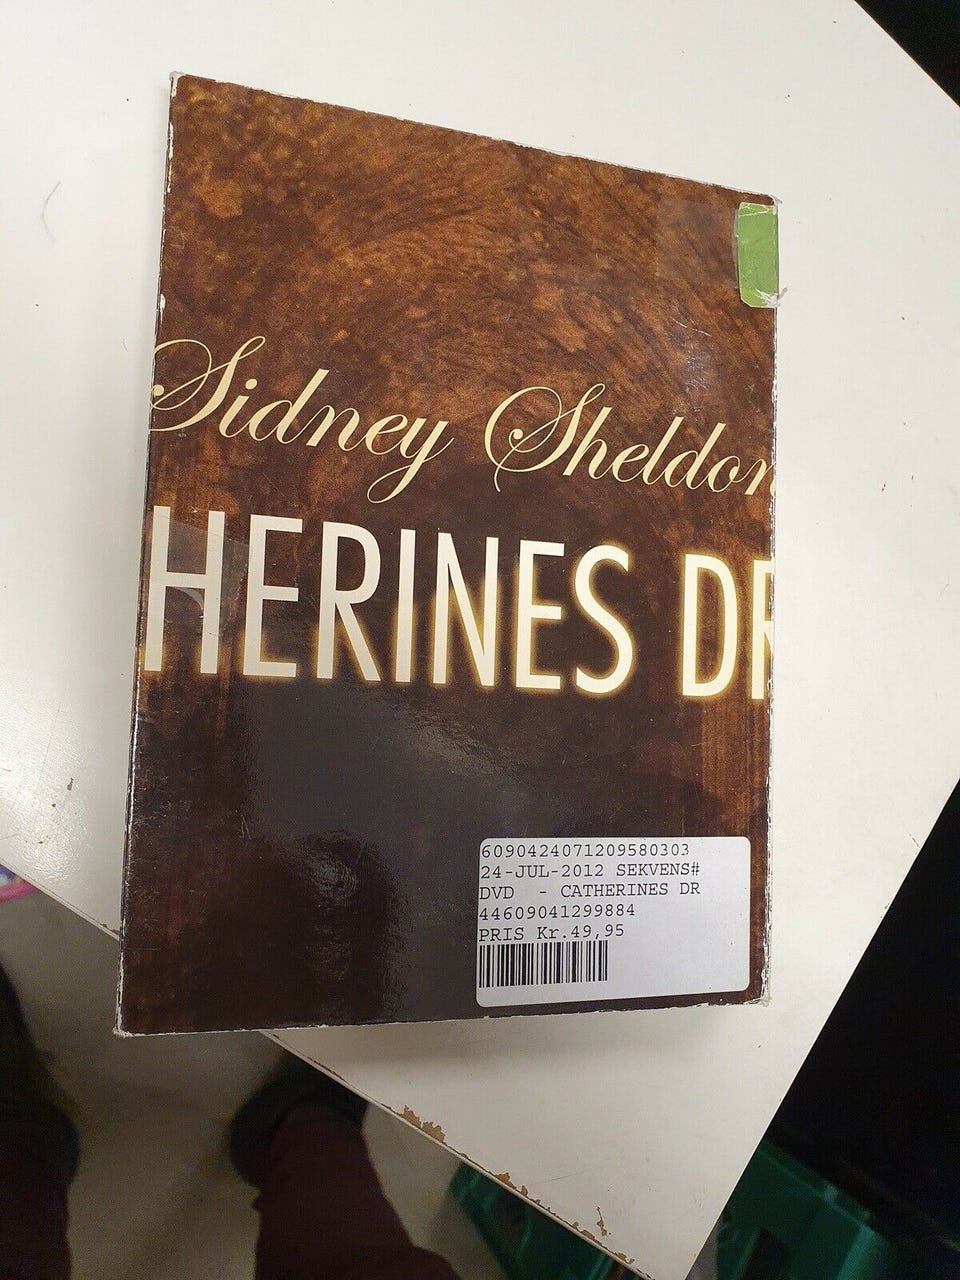 Sidney Sheldon
HERINES DR
6090424071209580303
24-JUL-2012 SEKVENS#
DVD - CATHERINES DR
44609041299884
PRIS Kr.49,95